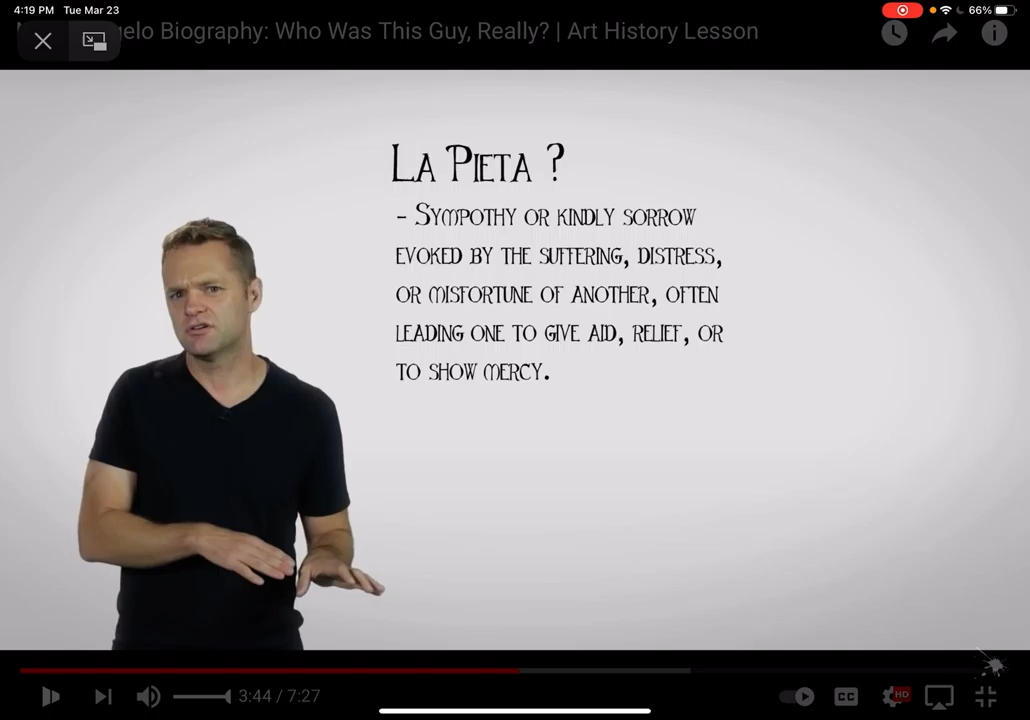 4:19 PM Tue Mar 23
66%
elo Biography: Who Was This Guy, Really? | Art History Lesson
La Pieta ?
- Sympothy or kindly sorrow
evoked by the suffering, distress,
or misfortune of another, often
leading one to give aid, relief, or
to show mercy.
3:44 / 7:27
CC
HD